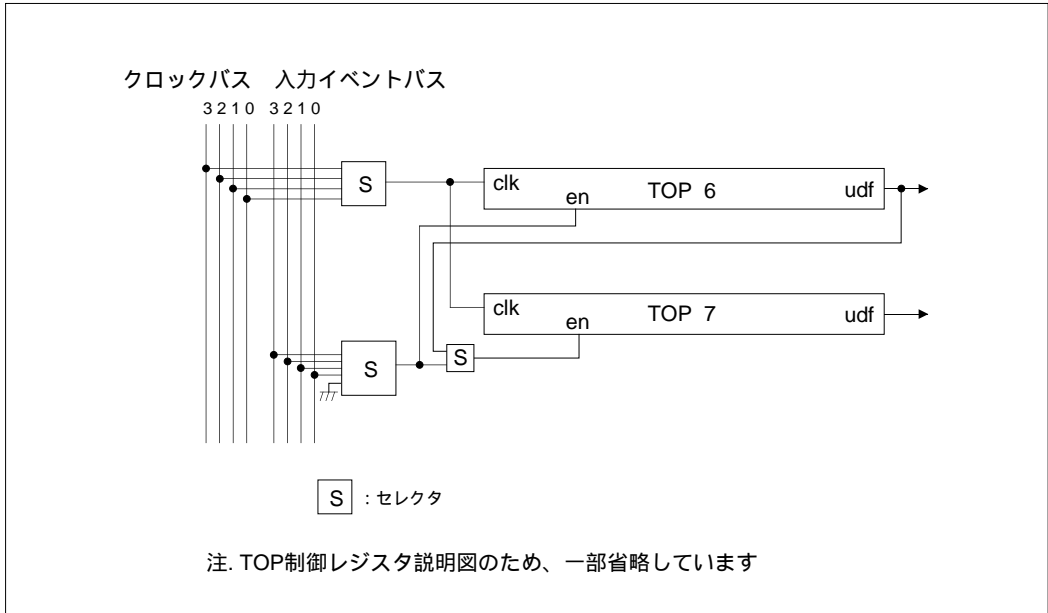 クロックバス 入力イベントバス
3 2 1 0 3 2 1 0
S
clk
en
TOP 6
udf
clk
en
TOP 7
udf
S
S
S : セレクタ
注. TOP制御レジスタ説明図のため、一部省略しています